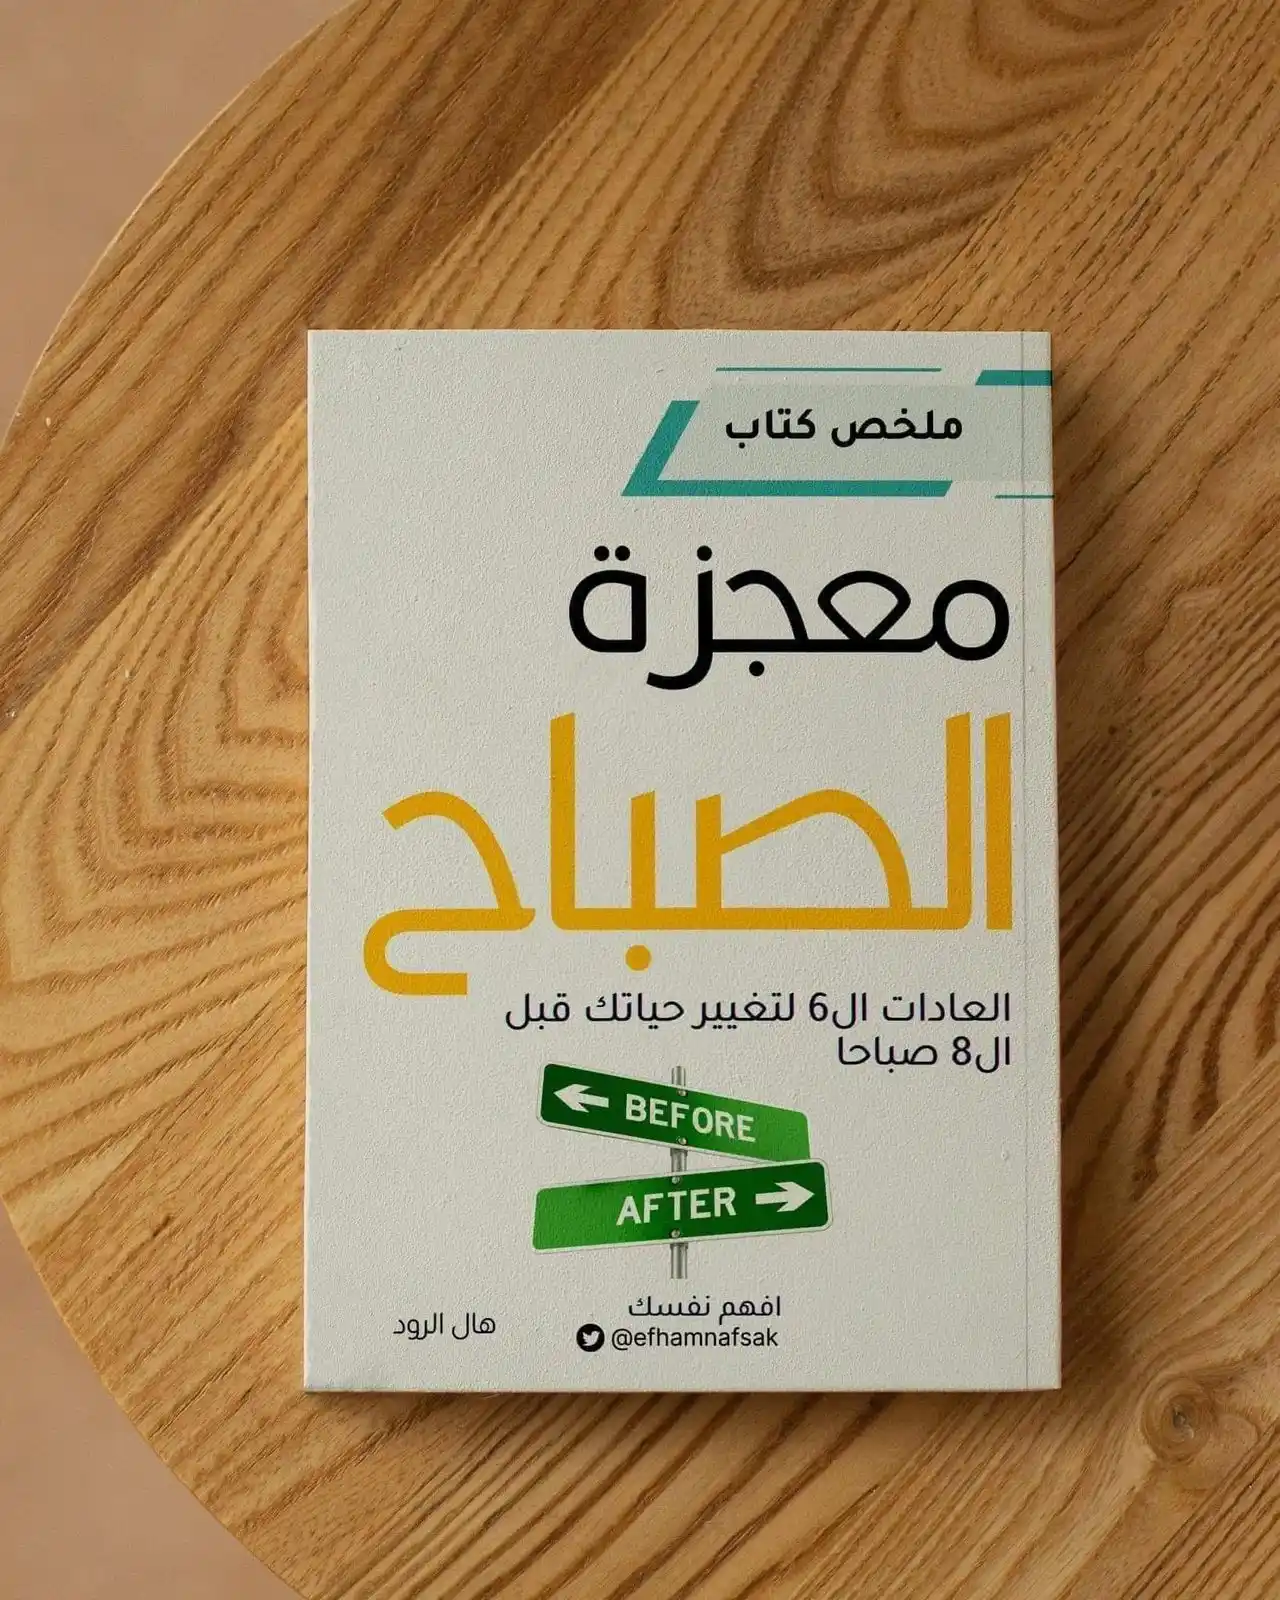 ملخص كتاب
معجزة
الصباح
العادات ال6 لتغيير حياتك قبل
ال8 صباحا
BEFORE
AFTER
افهم نفسك
@efhamnafsak
هال الرود